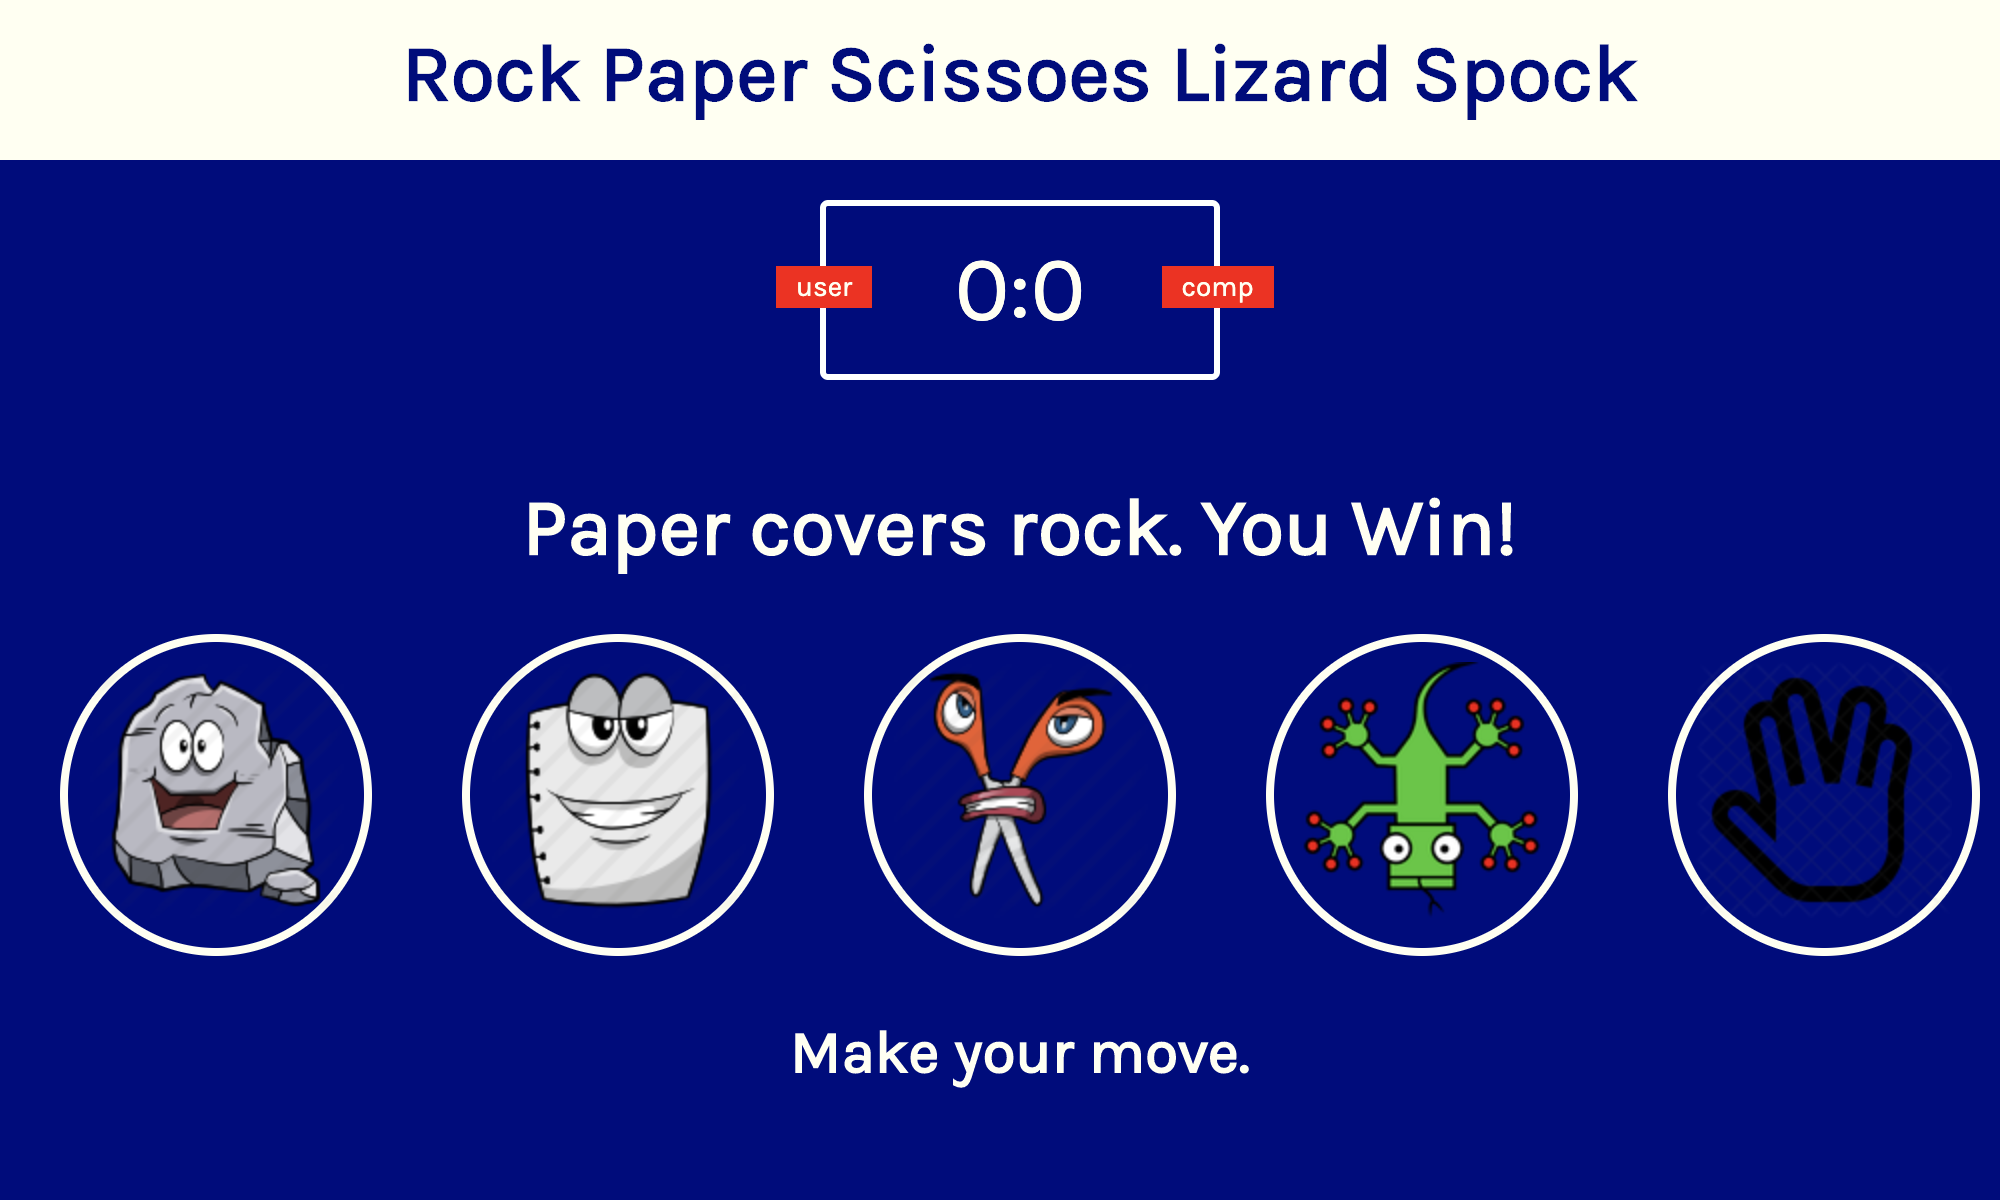 Rock Paper Scissoes Lizard Spock
user 0:0 comp
Paper covers rock. You Win!
Make your move.